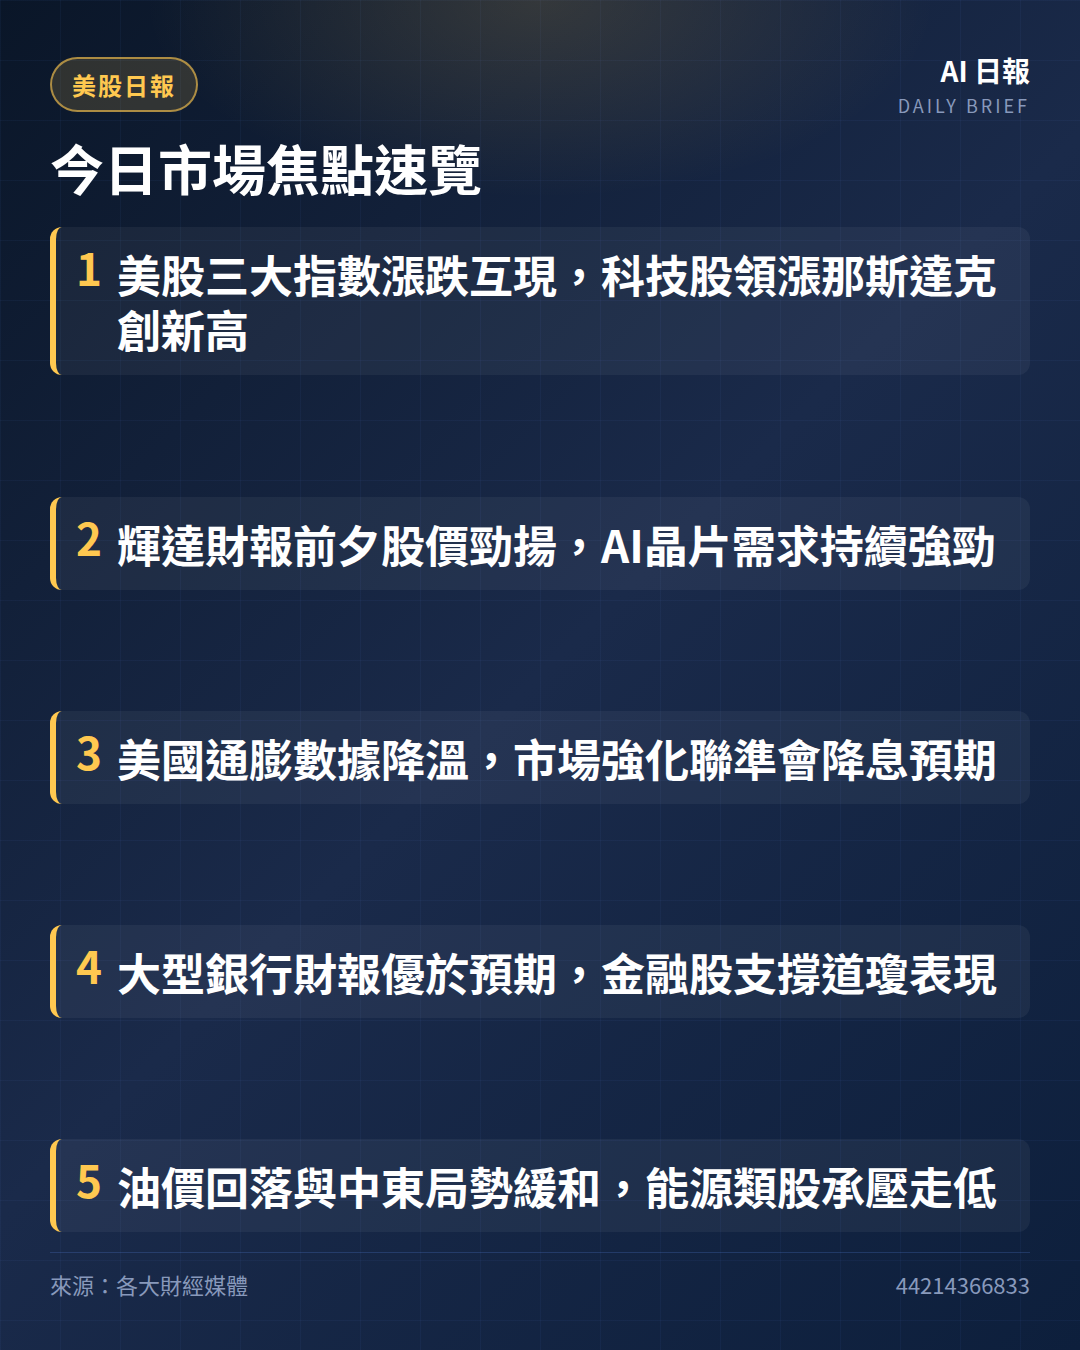 美股日報
AI 日報
DAILY BRIEF
今日市場焦點速覽
1 美股三大指數漲跌互現，科技股領漲那斯達克
創新高
2 輝達財報前夕股價勁揚，AI晶片需求持續強勁
3 美國通膨數據降溫，市場強化聯準會降息預期
4 大型銀行財報優於預期，金融股支撐道瓊表現
5 油價回落與中東局勢緩和，能源類股承壓走低
來源：各大財經媒體
44214366833